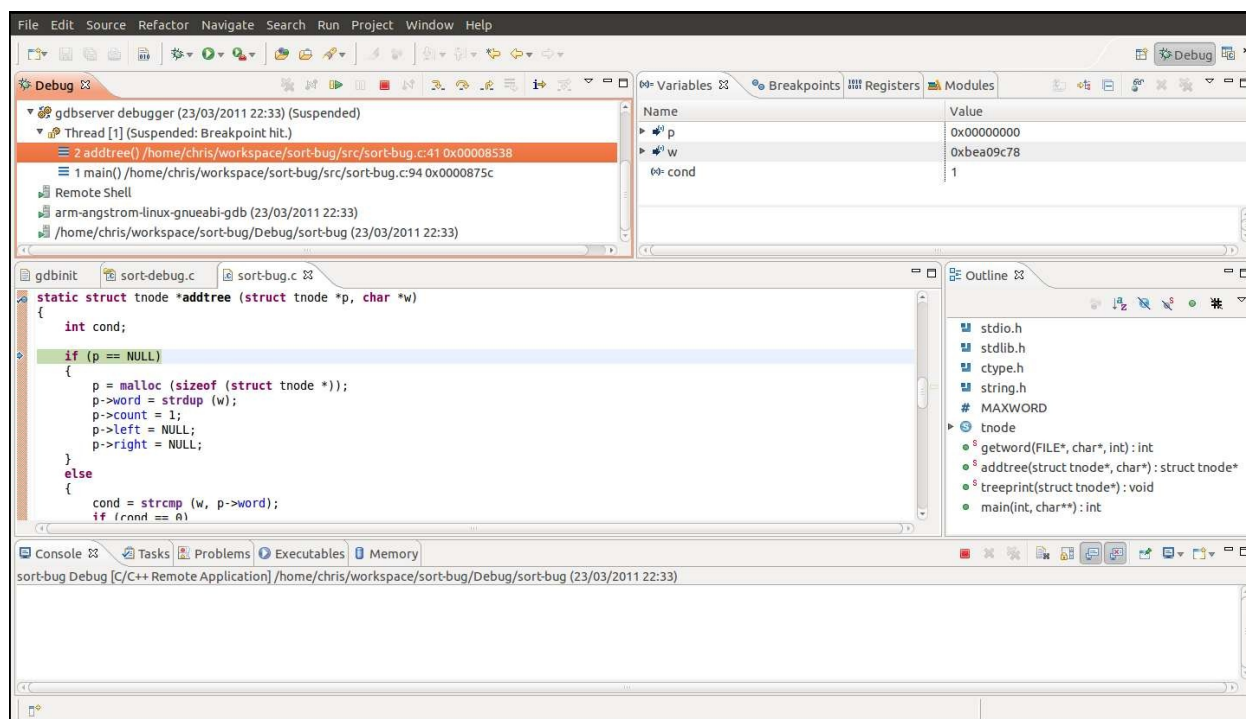 File Edit Source Refactor Navigate Search Run Project Window Help
Debug
Debug
gdbserver debugger (23/03/2011 22:33) (Suspended)
Thread [1] (Suspended: Breakpoint hit.)
2 addtree() /home/chris/workspace/sort-bug/src/sort-bug.c:41 0x00008538
1 main() /home/chris/workspace/sort-bug/src/sort-bug.c:94 0x0000875c
Remote Shell
arm-angstrom-linux-gnueabi-gdb (23/03/2011 22:33)
/home/chris/workspace/sort-bug/Debug/sort-bug (23/03/2011 22:33)
(x)= Variables Breakpoints Registers Modules
Name Value
p 0x00000000
w 0xbea09c78
(x)= cond 1
gdbinit sort-debug.c sort-bug.c
static struct tnode *addtree (struct tnode *p, char *w)
{
int cond;
if (p == NULL)
{
p = malloc (sizeof (struct tnode *));
p->word = strdup (w);
p->count = 1;
p->left = NULL;
p->right = NULL;
}
else
{
cond = strcmp (w, p->word);
if (cond == 0)
Outline
stdio.h
stdlib.h
ctype.h
string.h
# MAXWORD
S tnode
S getword(FILE*, char*, int) : int
S addtree(struct tnode*, char*) : struct tnode*
S treeprint(struct tnode*) : void
main(int, char**) : int
Console Tasks Problems Executables Memory
sort-bug Debug [C/C++ Remote Application] /home/chris/workspace/sort-bug/Debug/sort-bug (23/03/2011 22:33)